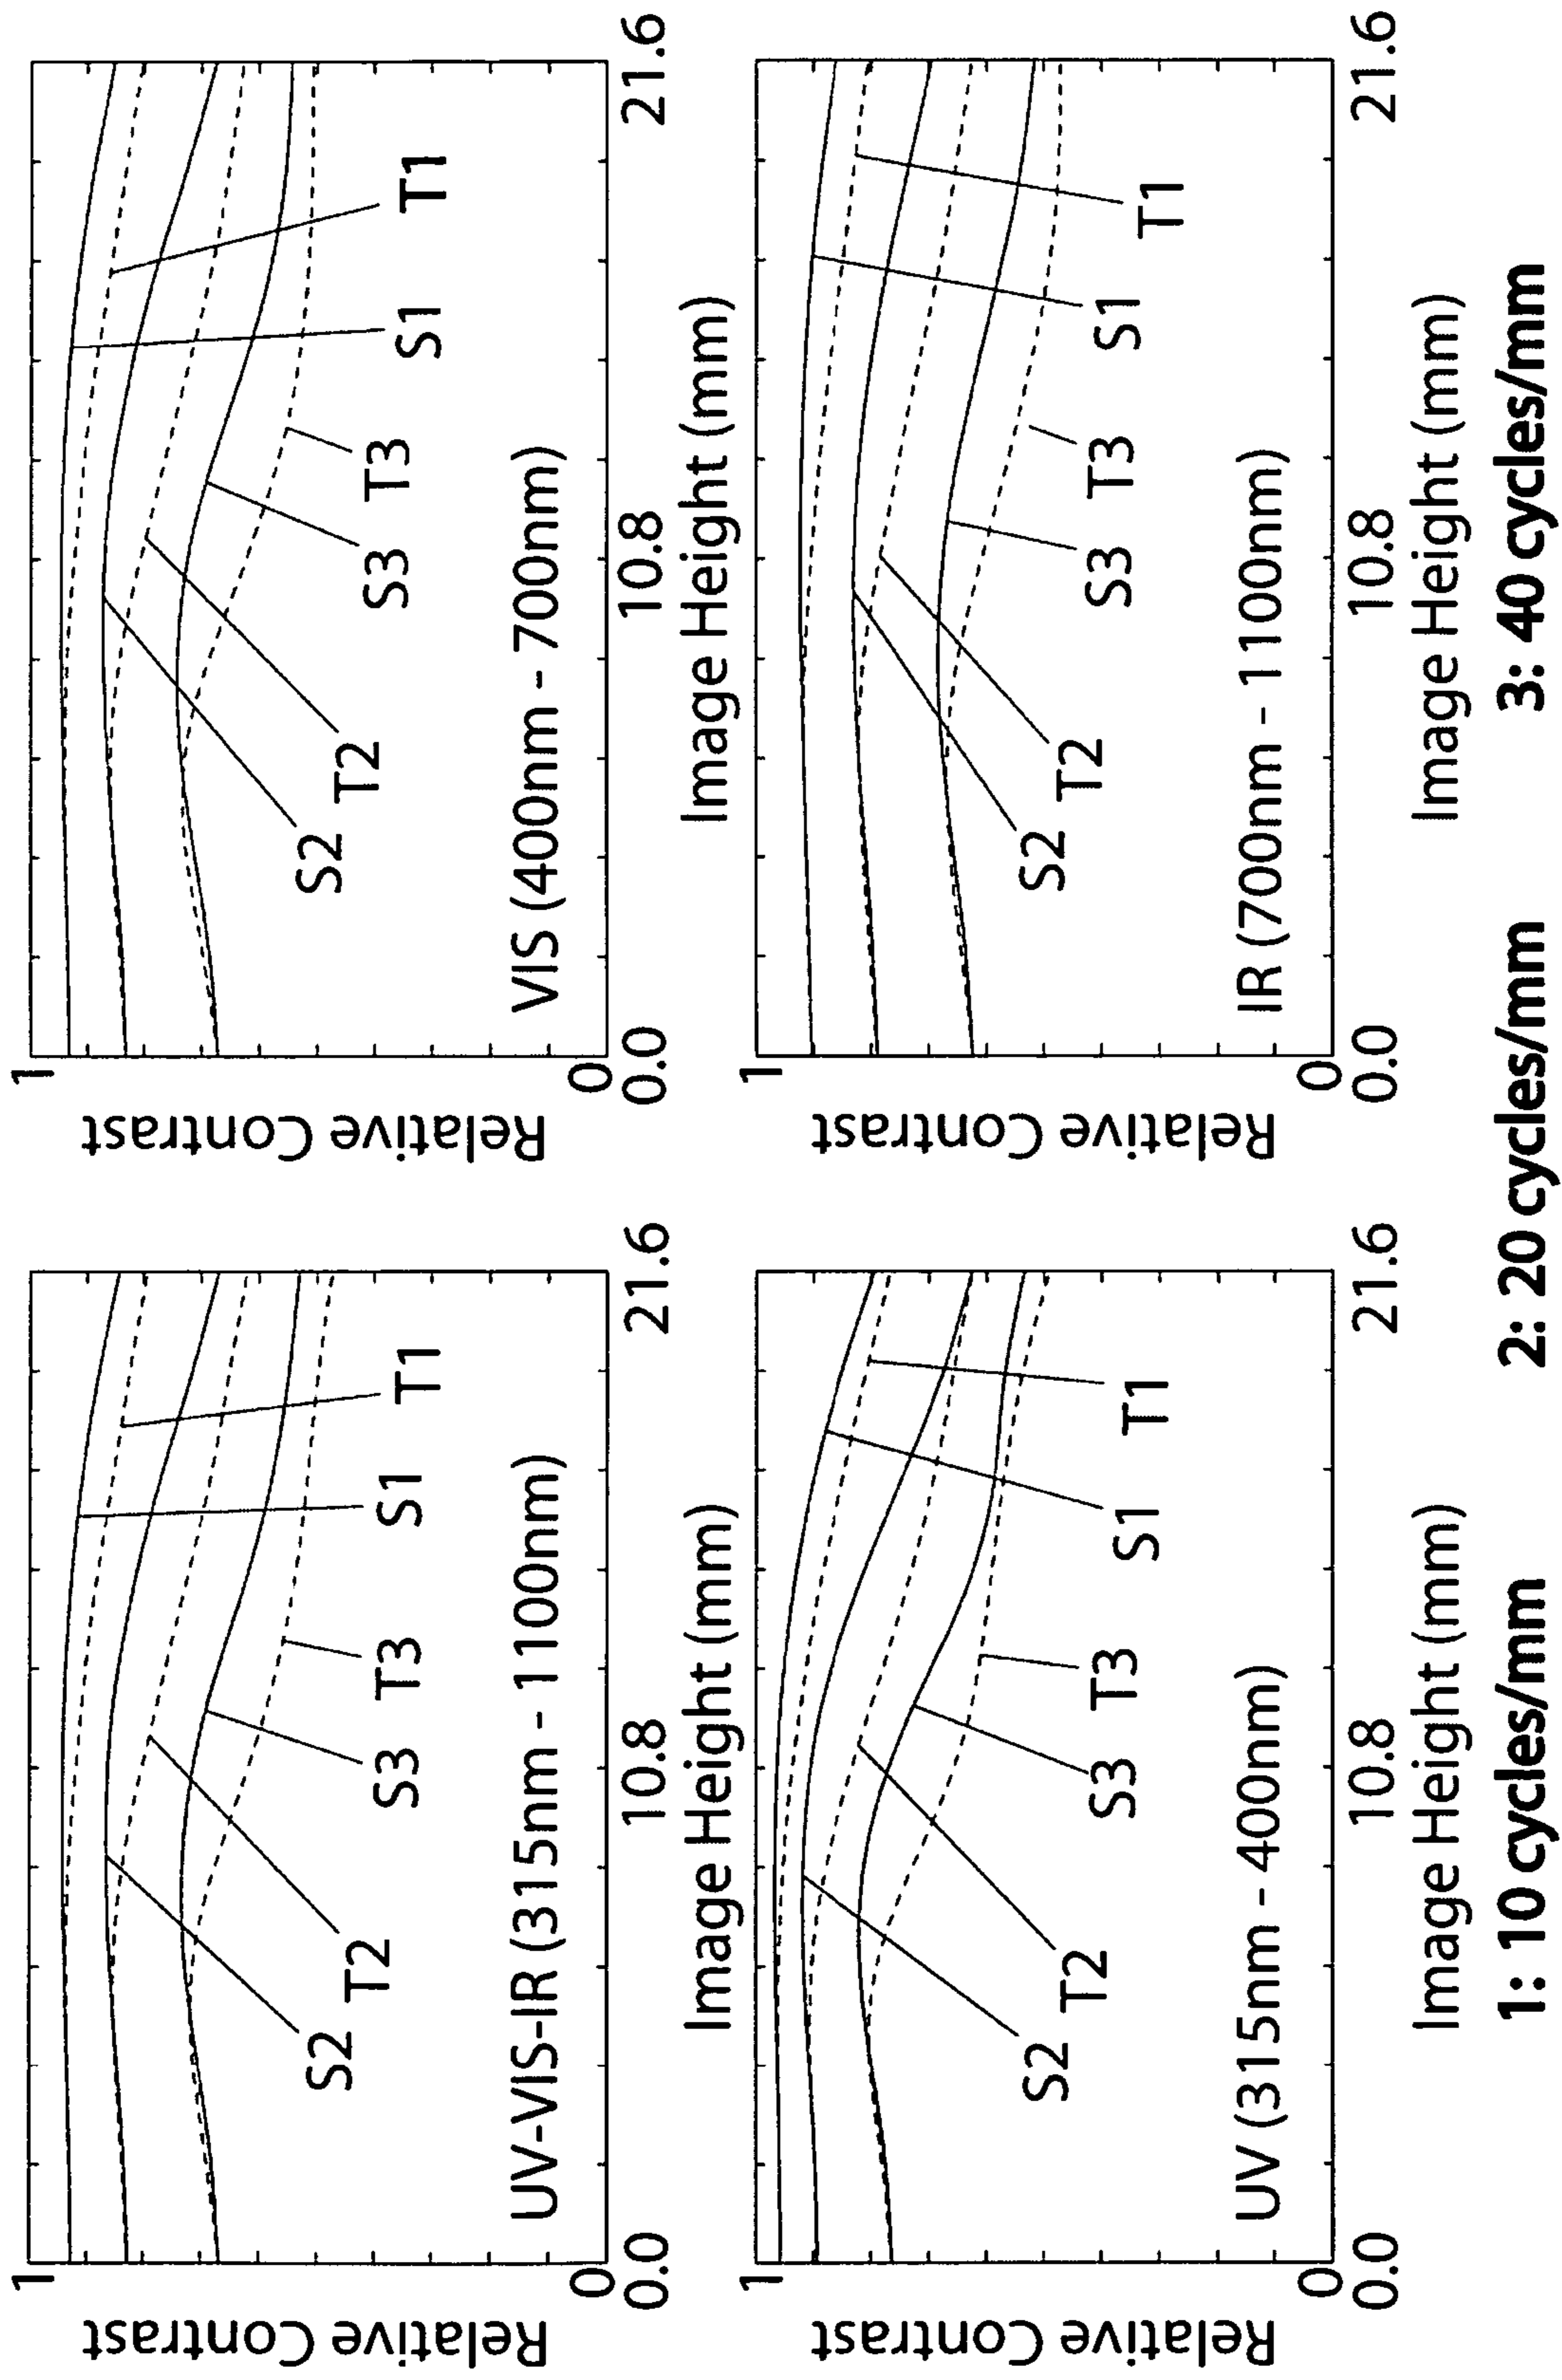 Relative Contrast
1
0
S2
T2
S3
T3
S1
T1
UV-VIS-IR (315nm - 1100nm)
0.0
10.8
21.6
Image Height (mm)
Relative Contrast
1
0
S2
T2
S3
T3
S1
T1
VIS (400nm - 700nm)
0.0
10.8
21.6
Image Height (mm)
Relative Contrast
1
0
S2
T2
S3
T3
S1
T1
UV (315nm - 400nm)
0.0
10.8
21.6
Image Height (mm)
Relative Contrast
1
0
S2
T2
S3
T3
S1
T1
IR (700nm - 1100nm)
0.0
10.8
21.6
Image Height (mm)
1: 10 cycles/mm 2: 20 cycles/mm 3: 40 cycles/mm